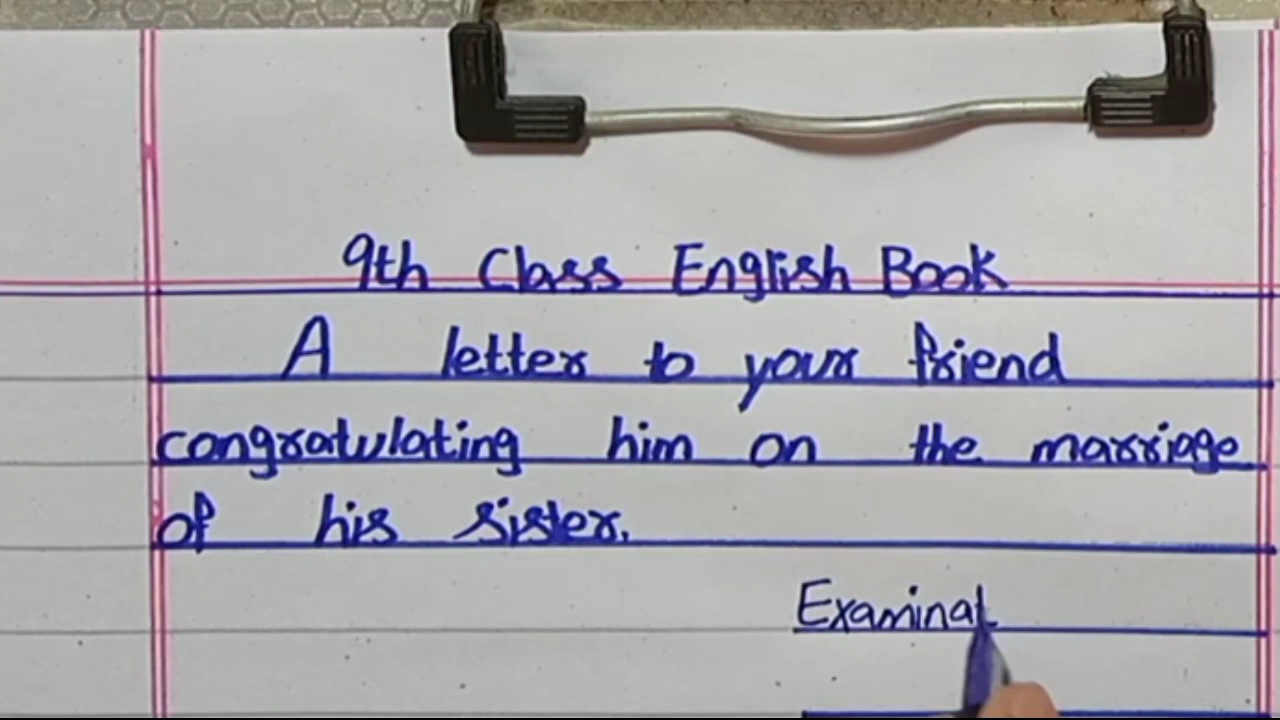 9th Class English Book
A letter to your friend
congratulating him on the marriage
of his sister.
Examinat